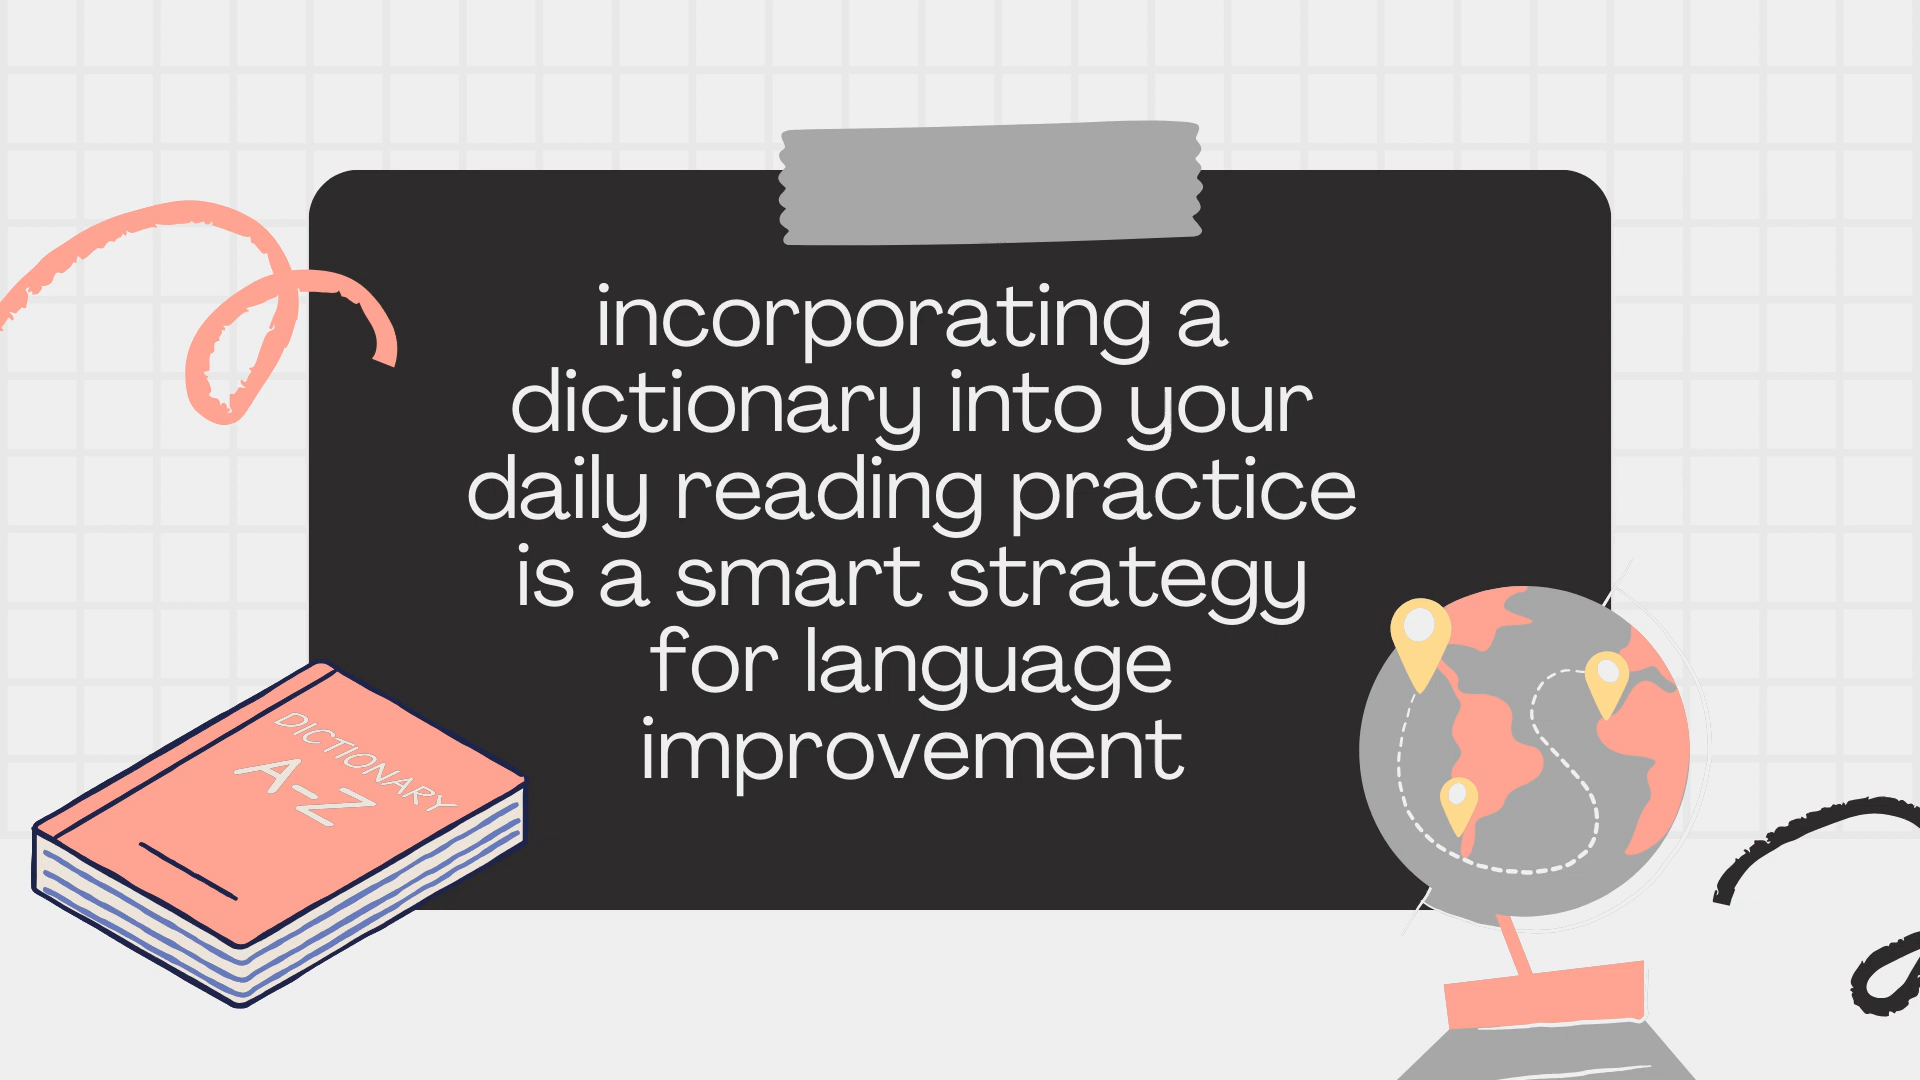 incorporating a
dictionary into your
daily reading practice
is a smart strategy
for language
improvement
DICTIONARY
A-Z